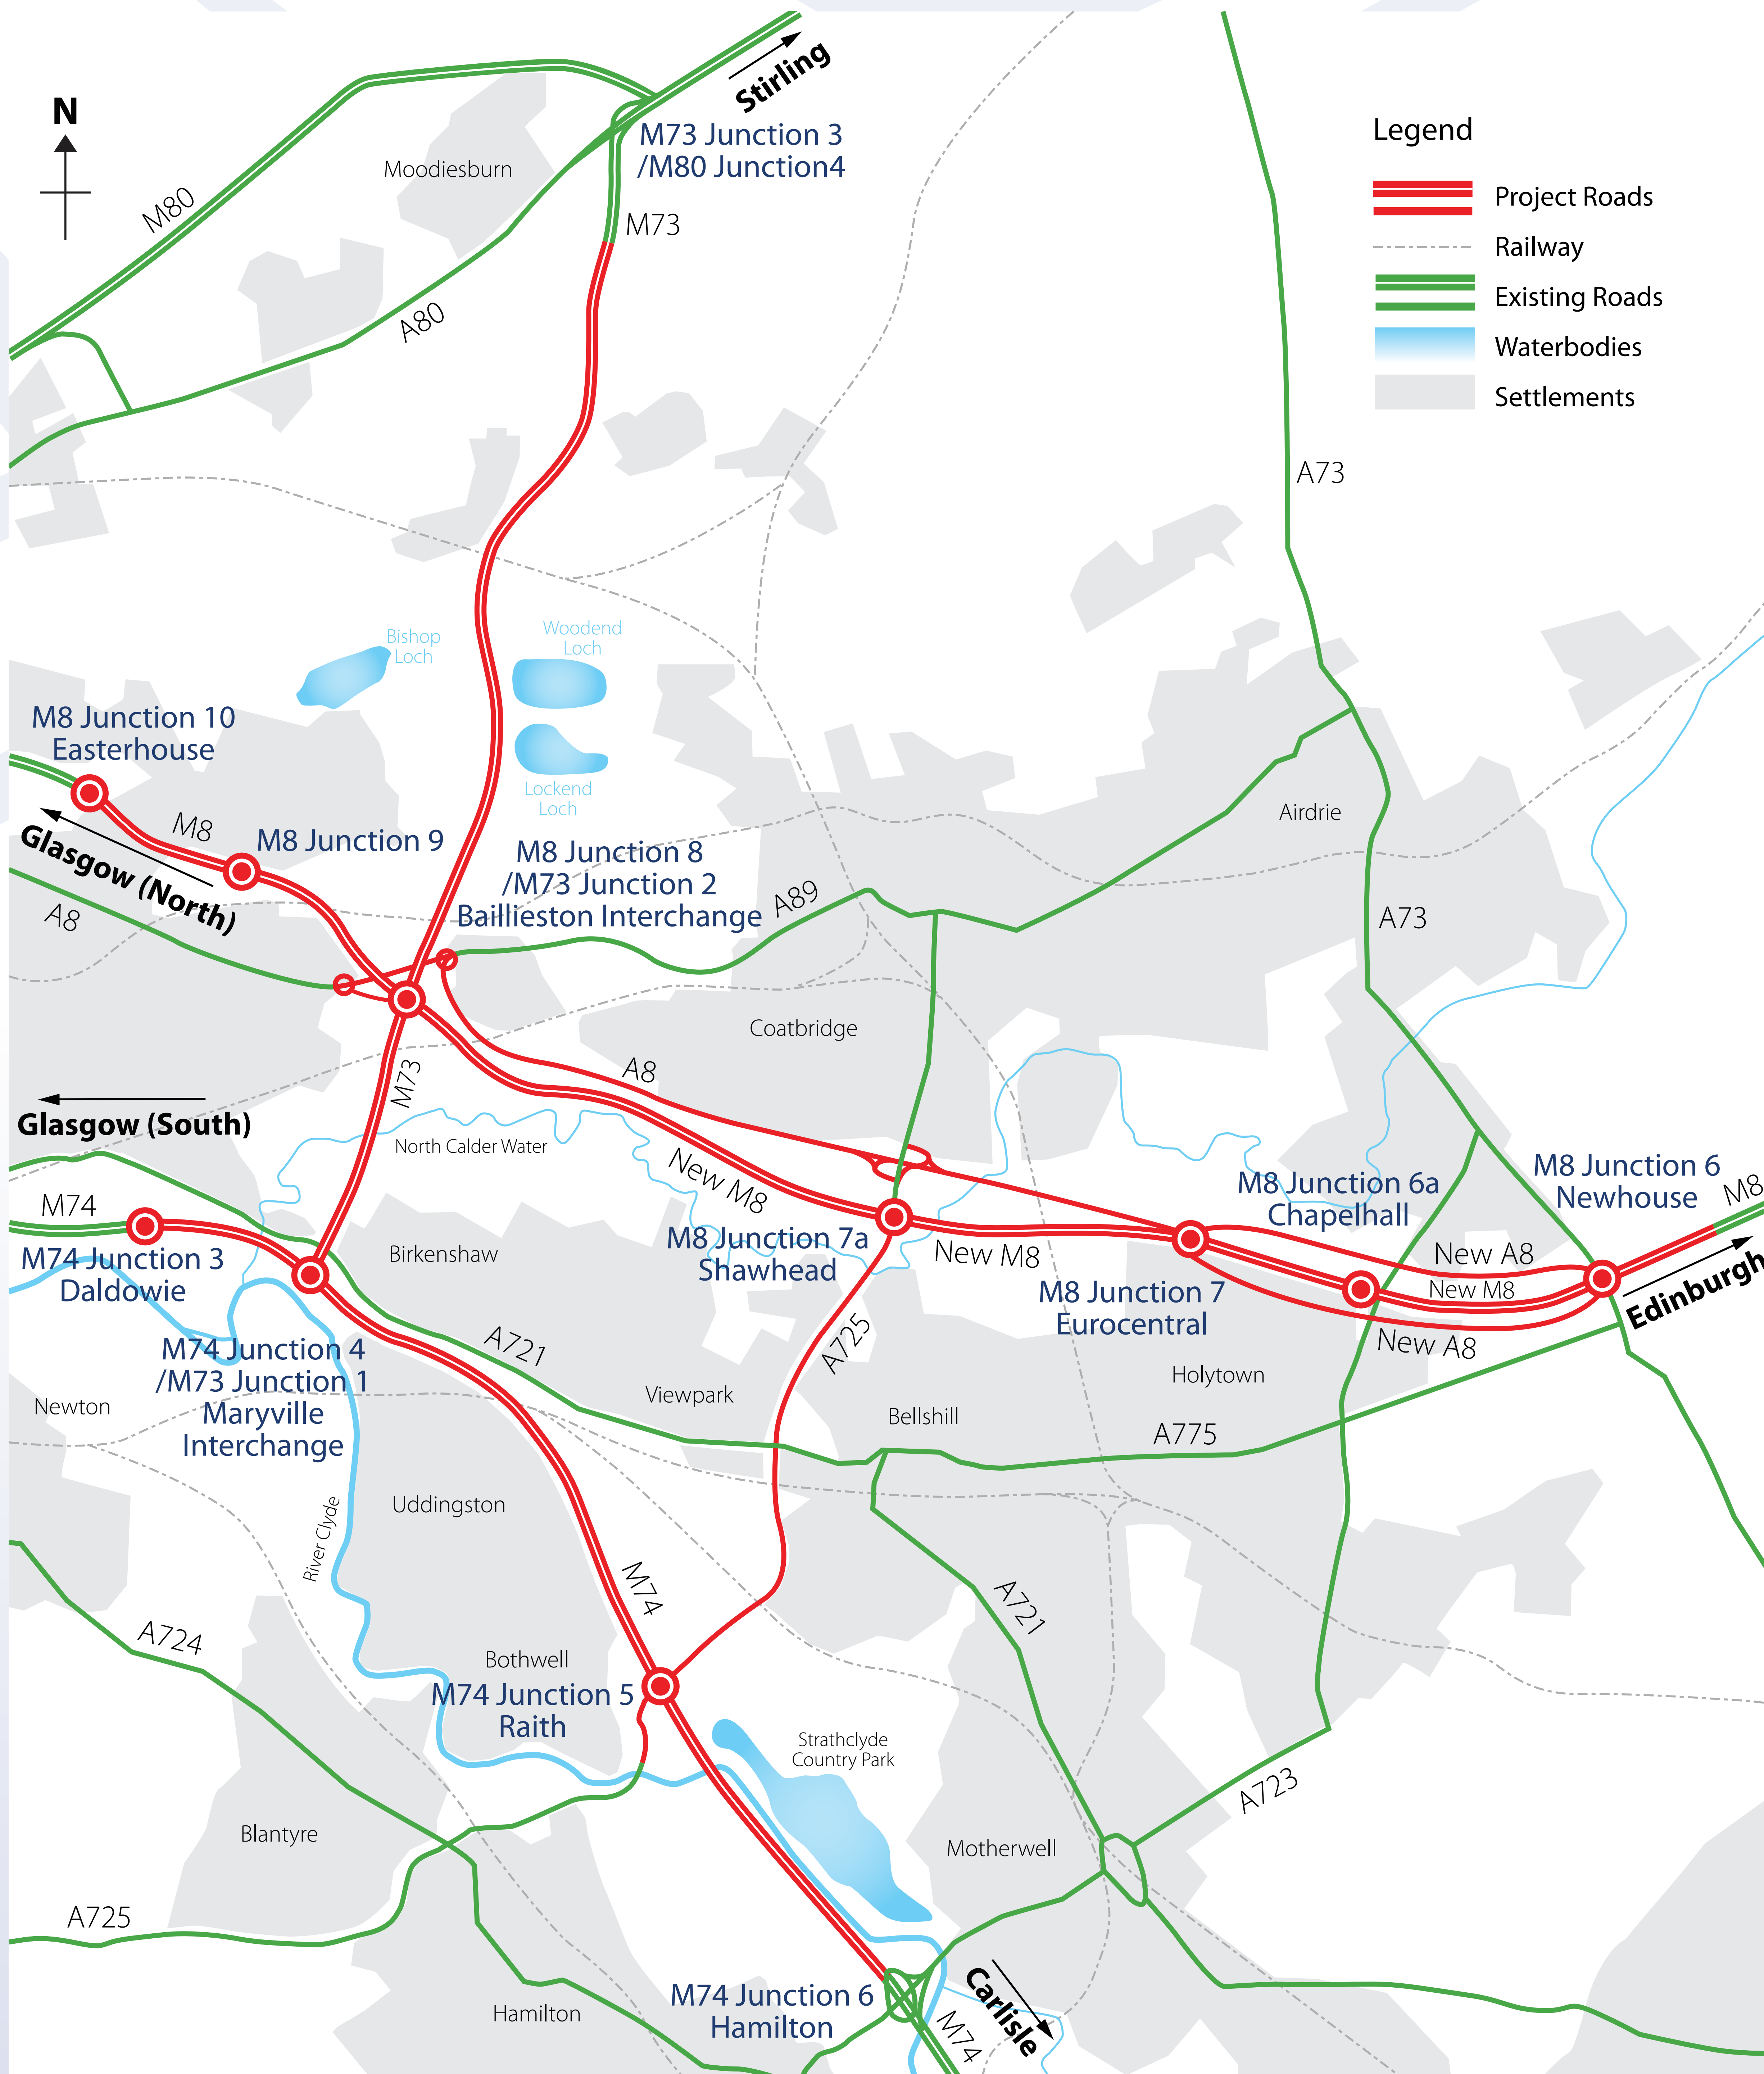 Stirling
N
Legend
M73 Junction 3
/M80 Junction4
Moodiesburn
Project Roads
M80
M73
Railway
Existing Roads
A80
Waterbodies
Settlements
A73
Bishop
Loch
Woodend
Loch
M8 Junction 10
Easterhouse
Lockend
Loch
Airdrie
M8
M8 Junction 9
Glasgow (North)
M8 Junction 8
/M73 Junction 2
Baillieston Interchange
A89
A8
A73
Coatbridge
A8
M73
Glasgow (South)
North Calder Water
New M8
M8 Junction 6a
Chapelhall
M8 Junction 6
Newhouse
M8
M74
M74 Junction 3
Daldowie
Birkenshaw
M8 Junction 7a
Shawhead
New M8
New A8
New M8
M8 Junction 7
Eurocentral
Edinburgh
New A8
A721
A725
M74 Junction 4
/M73 Junction 1
Maryville
Interchange
Holytown
Newton
Viewpark
Bellshill
A775
Uddingston
River Clyde
M74
A721
A724
Bothwell
M74 Junction 5
Raith
Strathclyde
Country Park
A723
Blantyre
Motherwell
A725
M74 Junction 6
Hamilton
Carlisle
Hamilton
M74